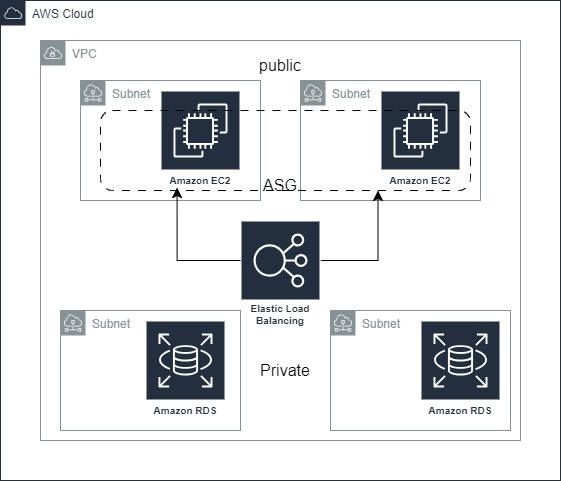 AWS Cloud
VPC
public
Subnet
Subnet
Amazon EC2
Amazon EC2
ASG
Elastic Load
Balancing
Subnet
Subnet
Private
Amazon RDS
Amazon RDS